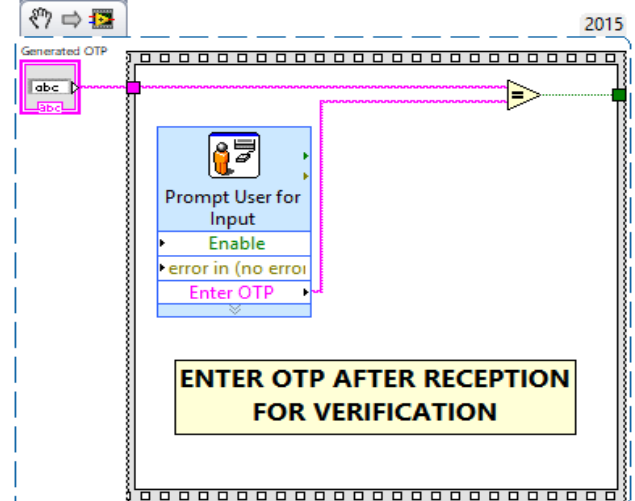 2015
Generated OTP
abc
abc
=
Prompt User for
Input
Enable
error in (no erroi
Enter OTP
ENTER OTP AFTER RECEPTION
FOR VERIFICATION